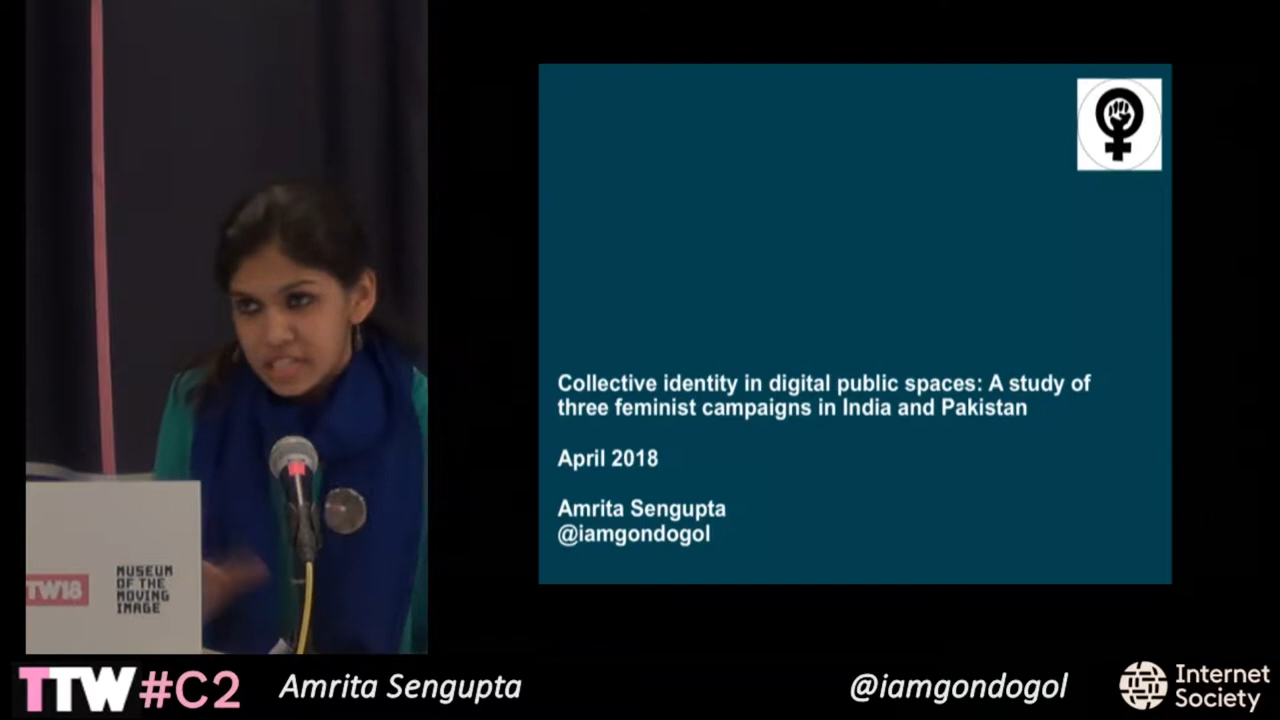 Collective identity in digital public spaces: A study of
three feminist campaigns in India and Pakistan
April 2018
Amrita Sengupta
@iamgondogol
TW18
MUSEUM
OF THE
MOVING
IMAGE
TTW #C2
Amrita Sengupta
@iamgondogol
Internet
Society